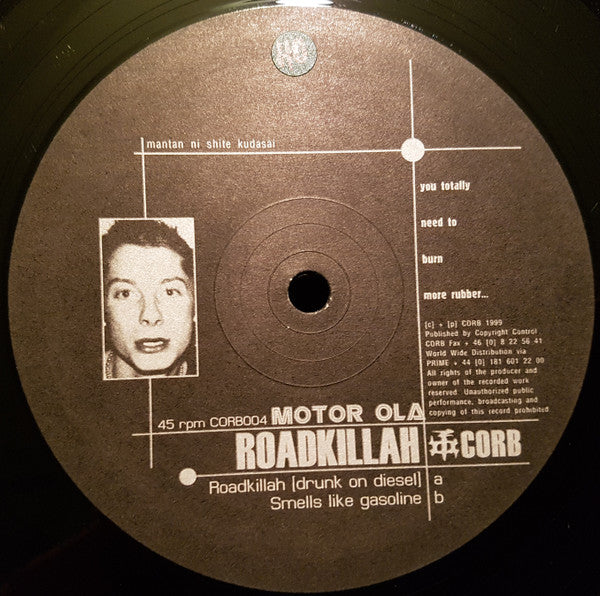 mantan ni shite kudasai
you totally
need to
burn
more rubber...
[c] + [p] CORB 1999
Published by Copyright Control
CORB Fax + 46 [0] 8 22 56 41
World Wide Distribution via
PRIME + 44 [0] 181 601 22 00
All rights of the producer and
owner of the recorded work
reserved. Unauthorized public
performance, broadcasting and
copying of this record prohibited
45 rpm CORB004 MOTOR OLA
ROADKILLAH CORB
Roadkillah [drunk on diesel] a
Smells like gasoline b